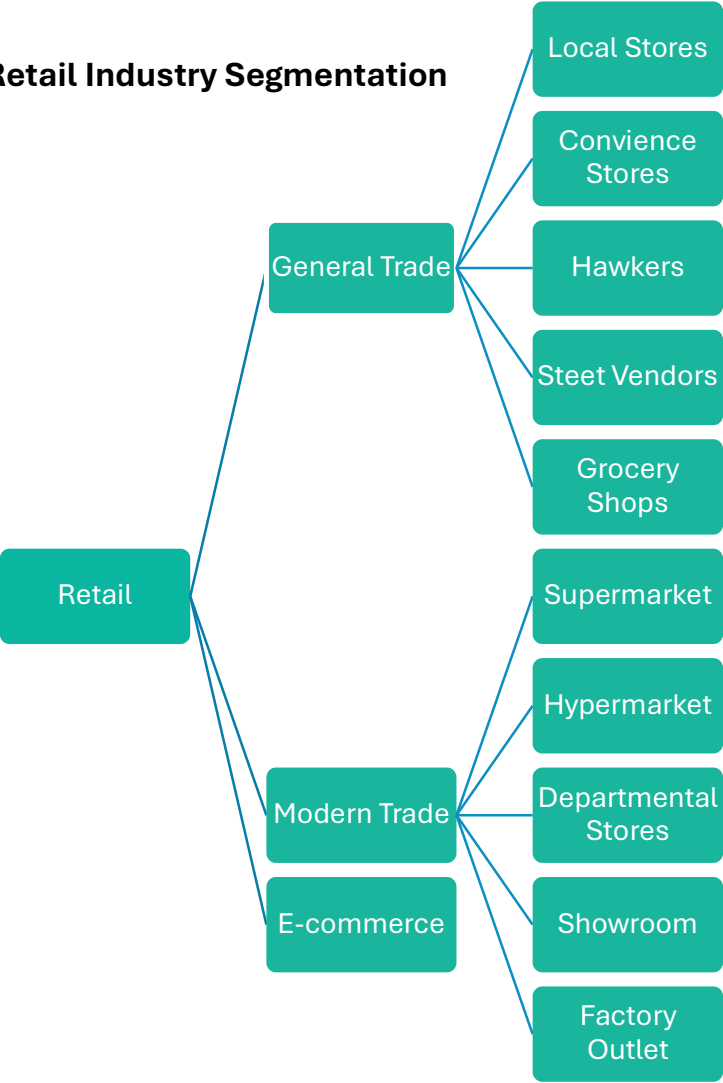 Retail Industry Segmentation
Local Stores
Convience
Stores
General Trade
Hawkers
Steet Vendors
Grocery
Shops
Retail
Supermarket
Hypermarket
Modern Trade
Departmental
Stores
E-commerce
Showroom
Factory
Outlet